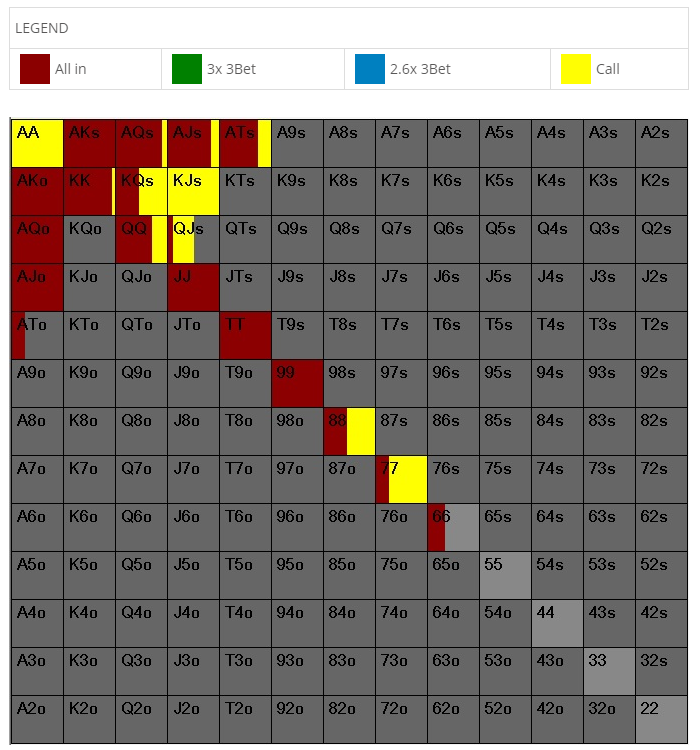 LEGEND
All in 3x 3Bet 2.6x 3Bet Call
AA AKs AQs AJs ATs A9s A8s A7s A6s A5s A4s A3s A2s
AKo KK KQs KJs KTs K9s K8s K7s K6s K5s K4s K3s K2s
AQo KQo QQ QJs QTs Q9s Q8s Q7s Q6s Q5s Q4s Q3s Q2s
AJo KJo QJo JJ JTs J9s J8s J7s J6s J5s J4s J3s J2s
ATo KTo QTo JTo TT T9s T8s T7s T6s T5s T4s T3s T2s
A9o K9o Q9o J9o T9o 99 98s 97s 96s 95s 94s 93s 92s
A8o K8o Q8o J8o T8o 98o 88 87s 86s 85s 84s 83s 82s
A7o K7o Q7o J7o T7o 97o 87o 77 76s 75s 74s 73s 72s
A6o K6o Q6o J6o T6o 96o 86o 76o 66 65s 64s 63s 62s
A5o K5o Q5o J5o T5o 95o 85o 75o 65o 55 54s 53s 52s
A4o K4o Q4o J4o T4o 94o 84o 74o 64o 54o 44 43s 42s
A3o K3o Q3o J3o T3o 93o 83o 73o 63o 53o 43o 33 32s
A2o K2o Q2o J2o T2o 92o 82o 72o 62o 52o 42o 32o 22